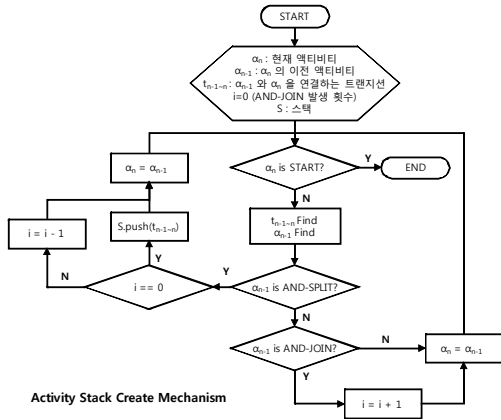 START
αn : 현재 액티비티
αn-1 : αn 의 이전 액티비티
tn-1~n : αn-1 와 αn 을 연결하는 트랜지션
i=0 (AND-JOIN 발생 횟수)
S : 스택
αn is START?
Y
END
N
tn-1~n Find
αn-1 Find
αn = αn-1
i = i - 1
S.push(tn-1~n)
N
Y
i == 0
Y
αn-1 is AND-SPLIT?
N
αn-1 is AND-JOIN?
N
αn = αn-1
Y
i = i + 1
Activity Stack Create Mechanism